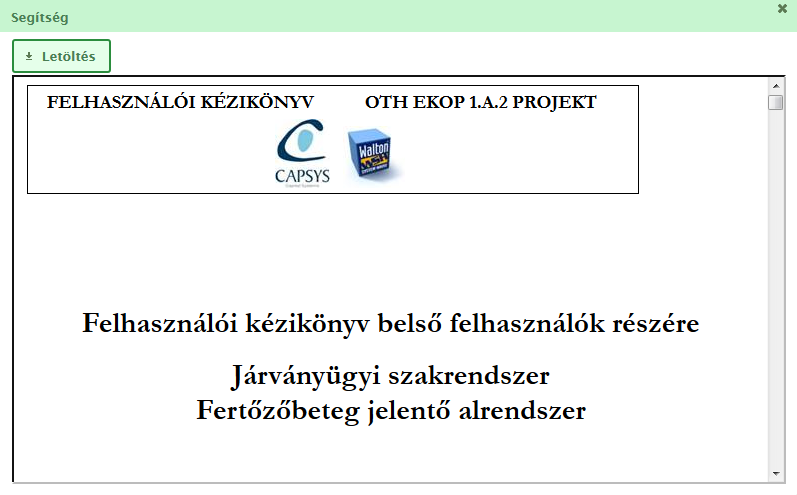 Segítség
Letöltés
FELHASZNÁLÓI KÉZIKÖNYV OTH EKOP 1.A.2 PROJEKT
CAPSYS
Walton
Felhasználói kézikönyv belső felhasználók részére
Járványügyi szakrendszer
Fertőzőbeteg jelentő alrendszer